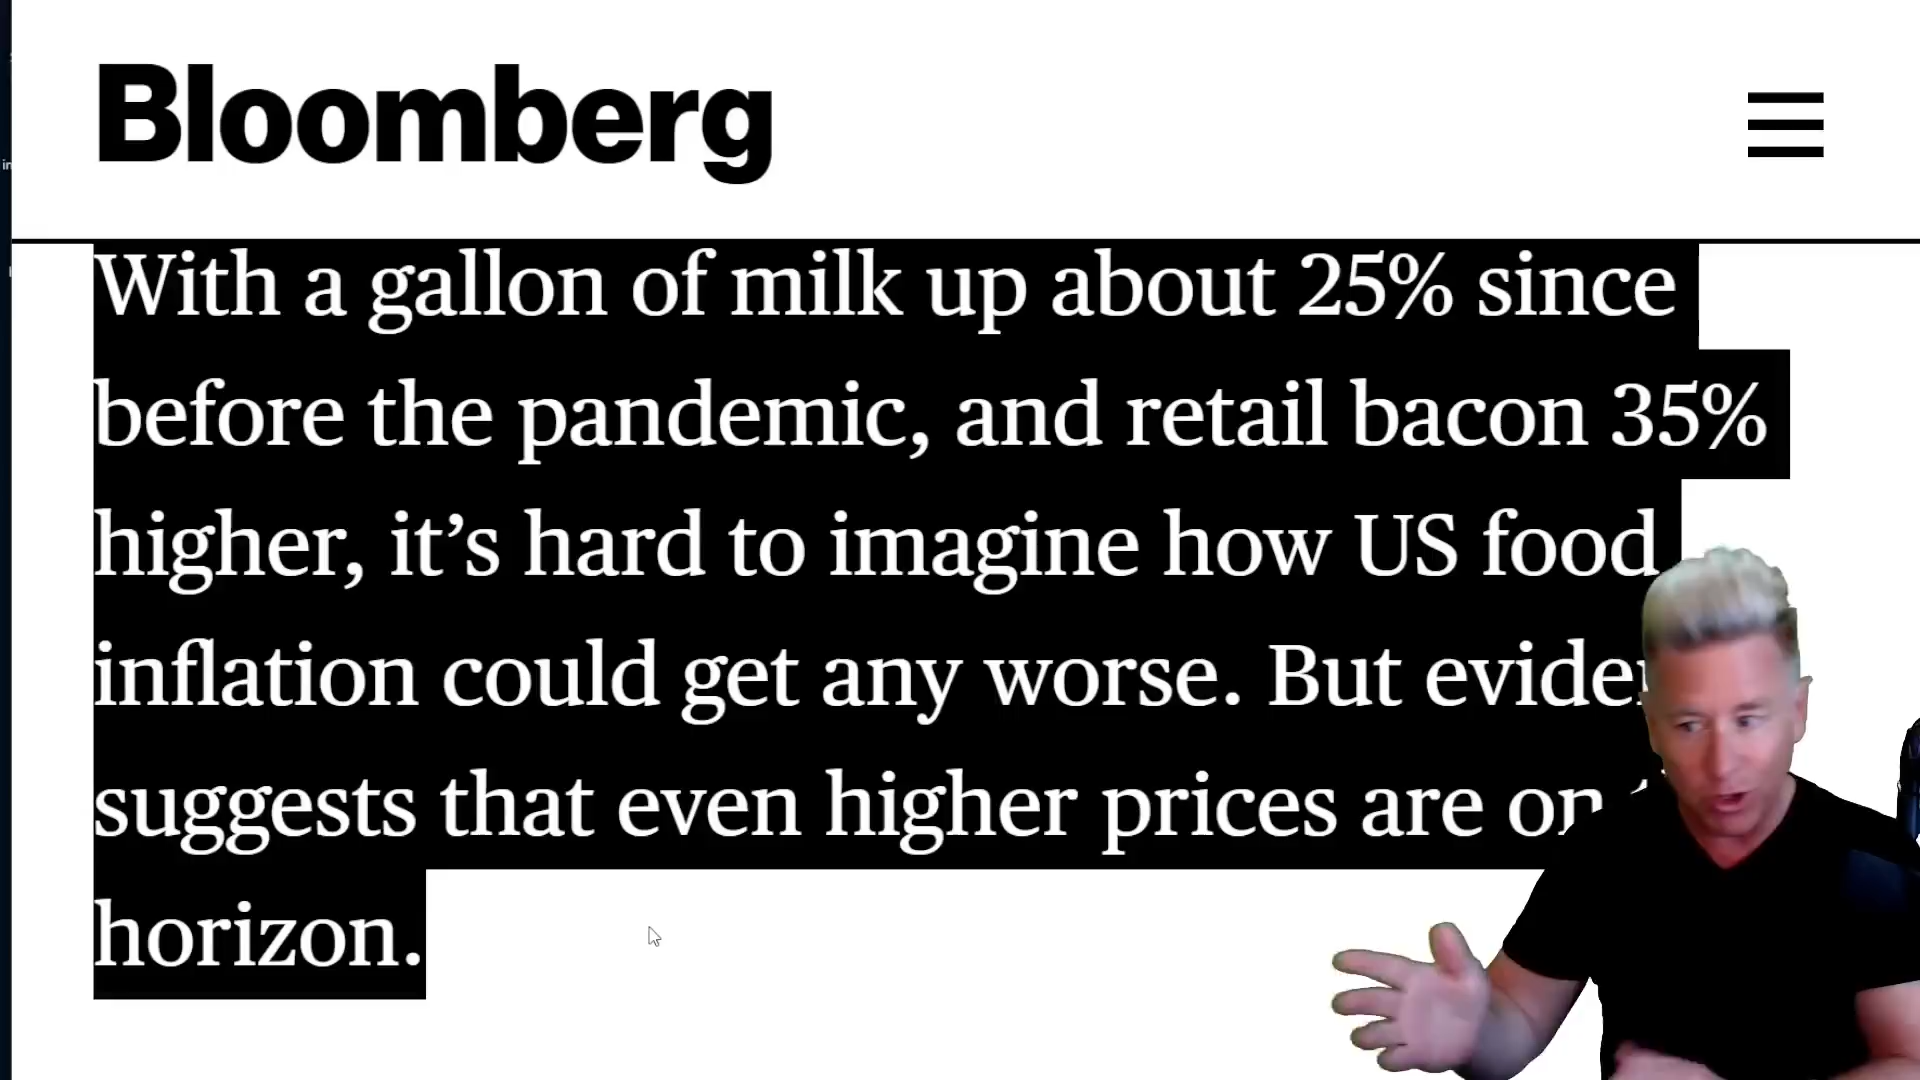 Bloomberg
With a gallon of milk up about 25% since
before the pandemic, and retail bacon 35%
higher, it’s hard to imagine how US food
inflation could get any worse. But
suggests that even higher prices are on
horizon.